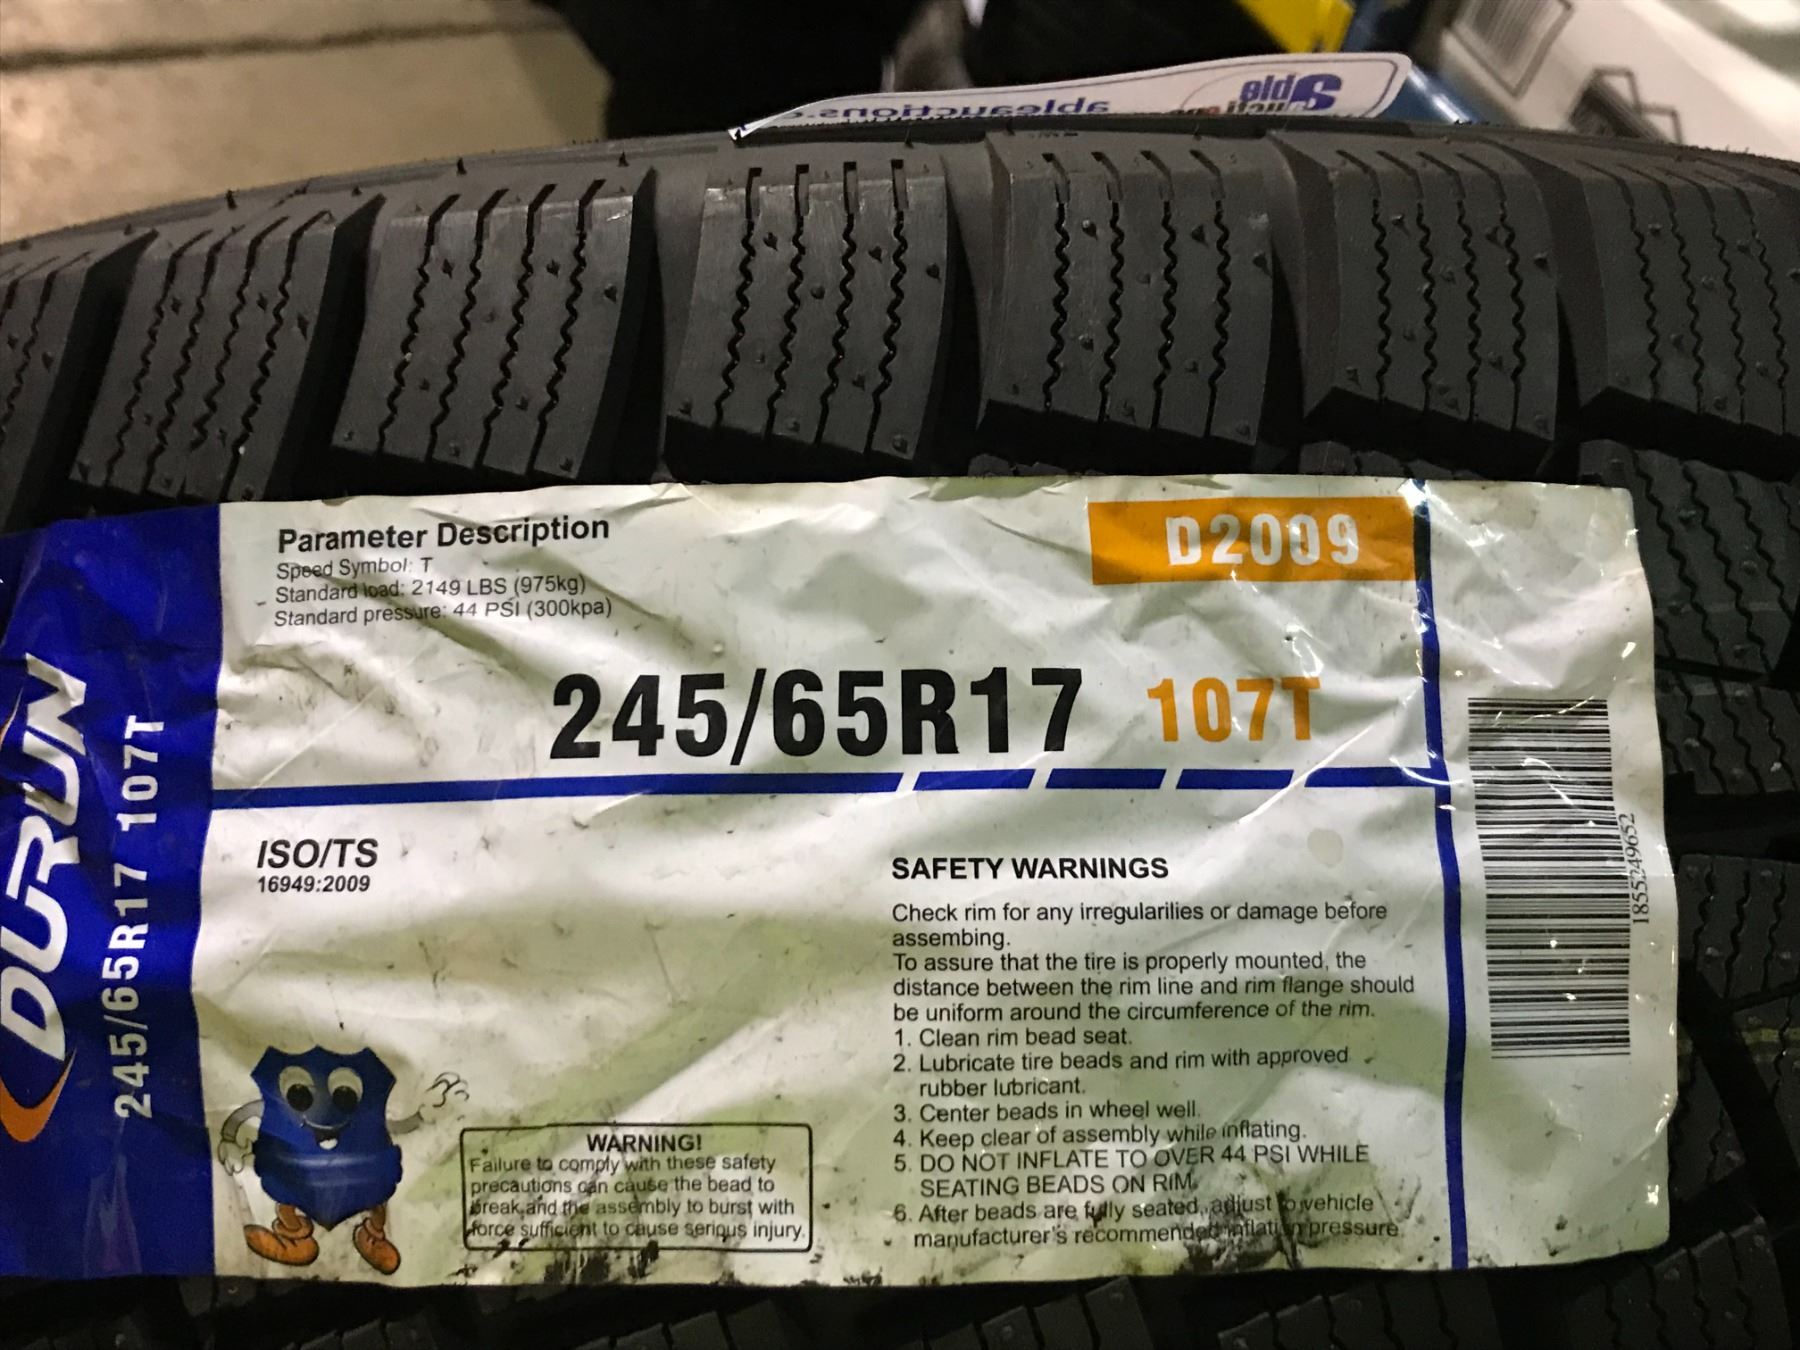 Able
Auctions
ableauctions.c
Parameter Description
Speed Symbol: T
Standard load: 2149 LBS (975kg)
Standard pressure: 44 PSI (300kpa)
D2009
245/65R17 107T
DURUN
245/65R17 107T
ISO/TS
16949:2009
SAFETY WARNINGS
Check rim for any irregularilies or damage before
assembing.
To assure that the tire is properly mounted, the
distance between the rim line and rim flange should
be uniform around the circumference of the rim.
1. Clean rim bead seat.
2. Lubricate tire beads and rim with approved
rubber lubricant.
3. Center beads in wheel well.
4. Keep clear of assembly while inflating.
5. DO NOT INFLATE TO OVER 44 PSI WHILE
SEATING BEADS ON RIM.
6. After beads are fully seated, adjust to vehicle
manufacturer's recommended inflation pressure.
WARNING!
Failure to comply with these safety
precautions can cause the bead to
break and the assembly to burst with
force sufficient to cause serious injury.
1855249652